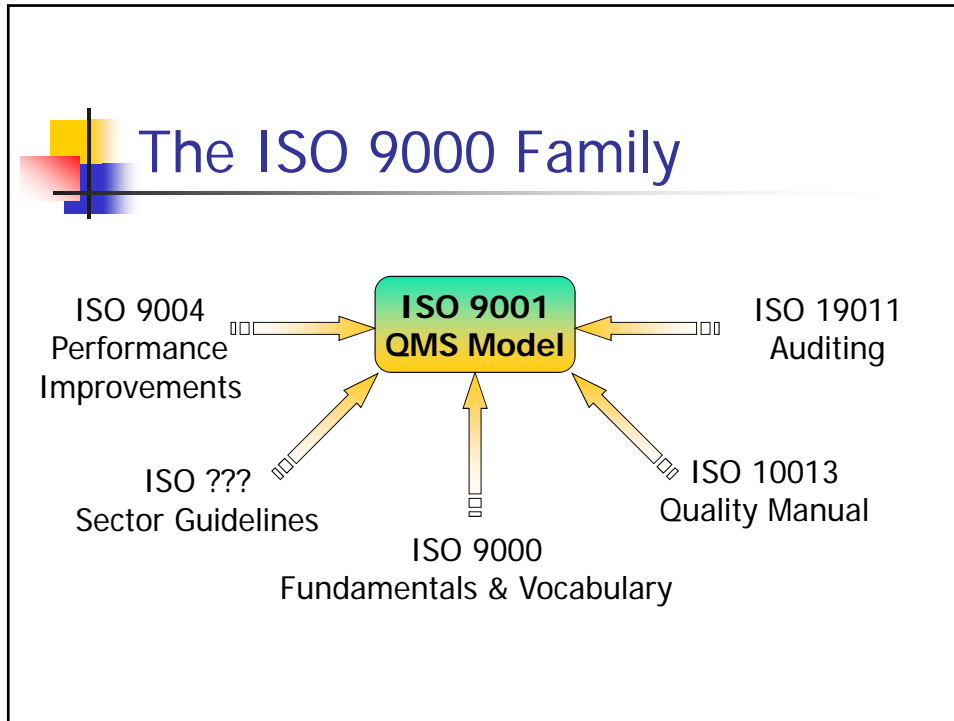 The ISO 9000 Family
ISO 9001
QMS Model
ISO 9004
Performance
Improvements
ISO 19011
Auditing
ISO ???
Sector Guidelines
ISO 10013
Quality Manual
ISO 9000
Fundamentals & Vocabulary